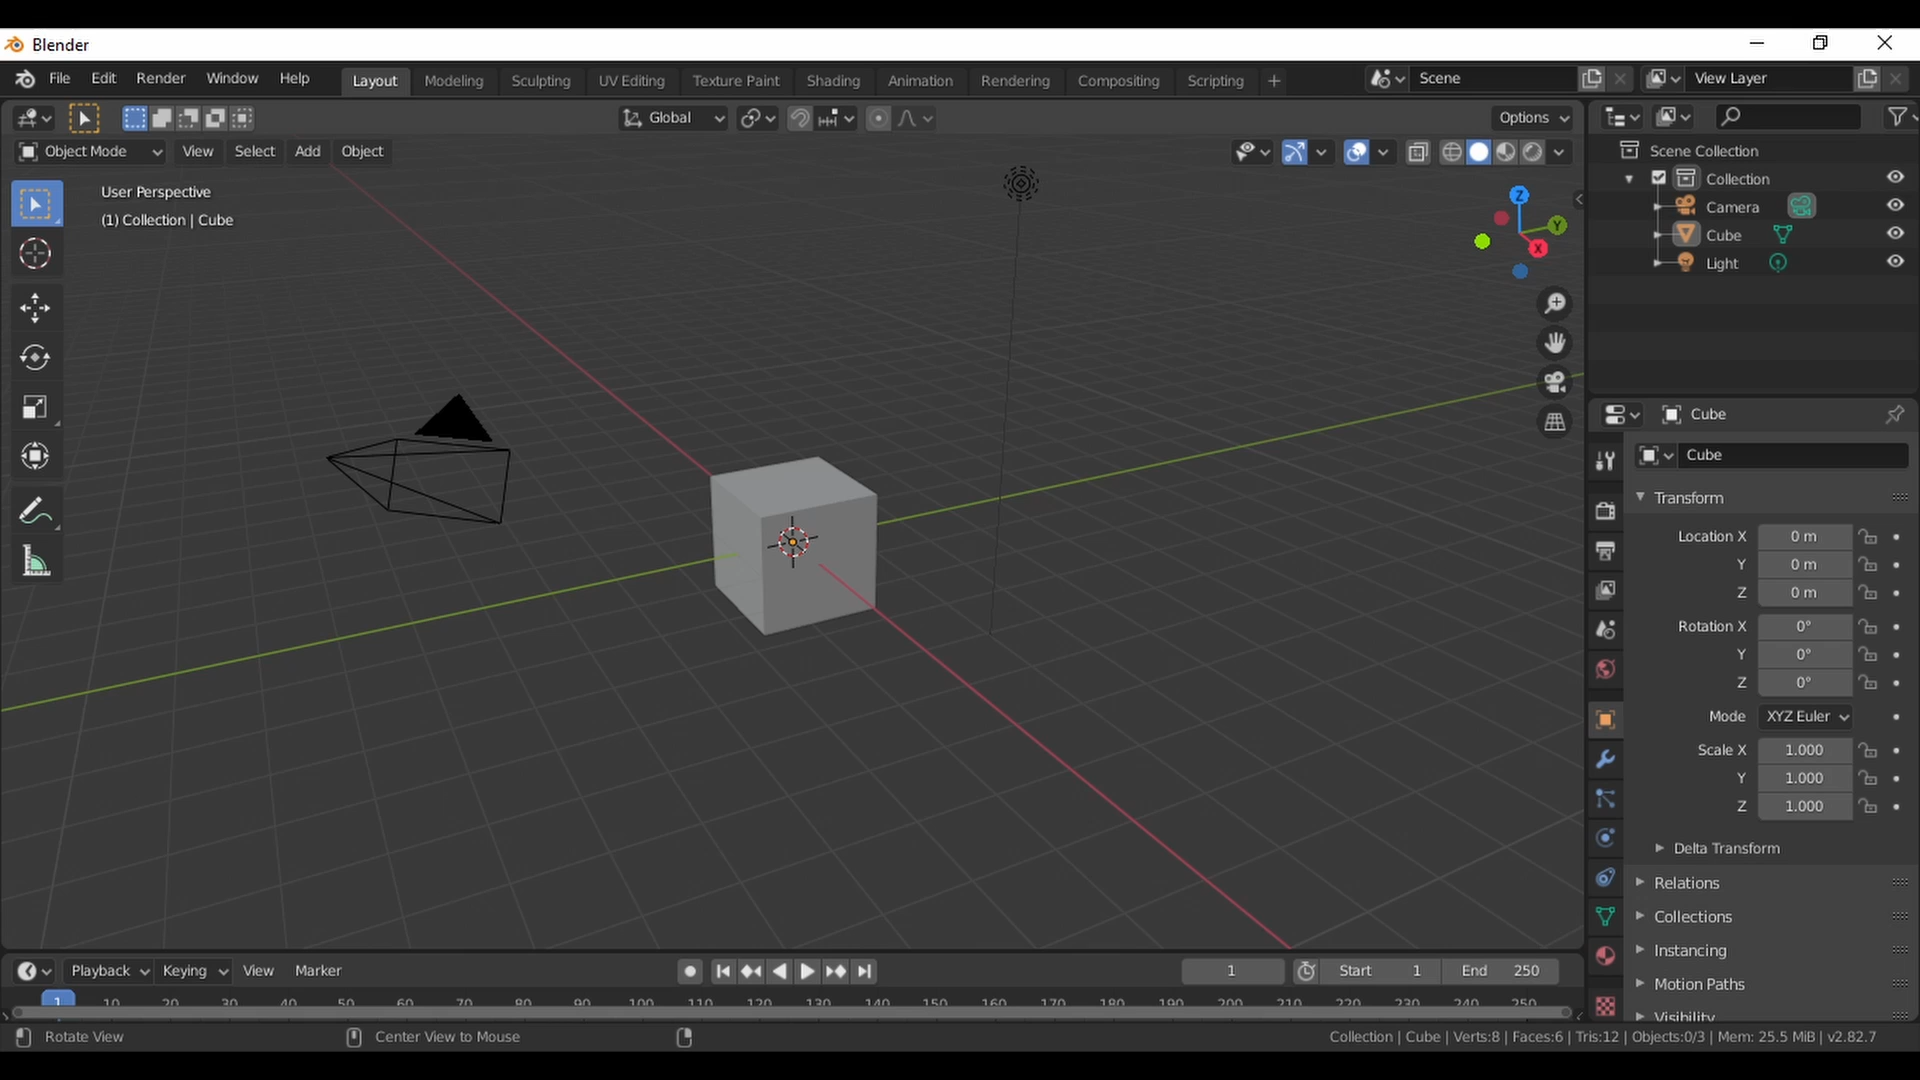 Blender
File Edit Render Window Help Layout Modeling Sculpting UV Editing Texture Paint Shading Animation Rendering Compositing Scripting + Scene View Layer
Global Options
Object Mode View Select Add Object
User Perspective
(1) Collection | Cube
Z
Y
X
Scene Collection
Collection
Camera
Cube
Light
Cube
Cube
Transform
Location X 0 m
Y 0 m
Z 0 m
Rotation X 0°
Y 0°
Z 0°
Mode XYZ Euler
Scale X 1.000
Y 1.000
Z 1.000
Delta Transform
Relations
Collections
Instancing
Motion Paths
Visibility
Playback Keying View Marker 1 Start 1 End 250
1 10 20 30 40 50 60 70 80 90 100 110 120 130 140 150 160 170 180 190 200 210 220 230 240 250
Rotate View Center View to Mouse Collection | Cube | Verts:8 | Faces:6 | Tris:12 | Objects:0/3 | Mem: 25.5 MiB | v2.82.7